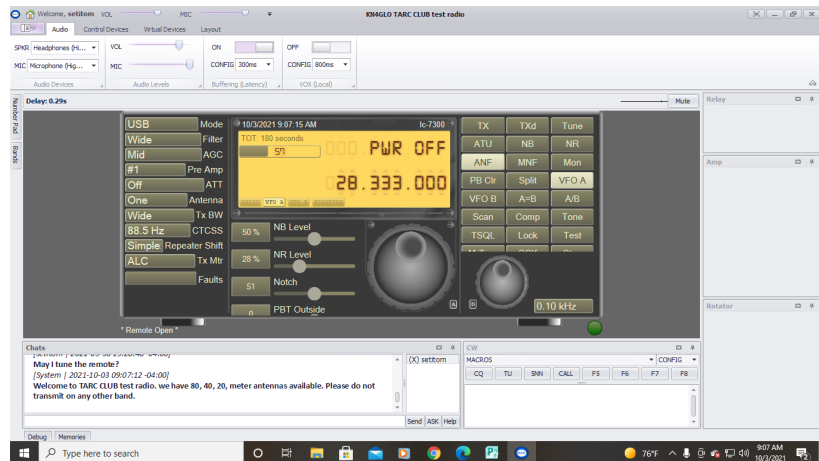 Welcome, setitom VOL MIC KN4GLO TARC CLUB test radio
Audio Control Devices Virtual Devices Layout
SPKR Headphones (Hi... VOL ON OFF
MIC Microphone (Hig... MIC CONFIG 300ms CONFIG 800ms
Audio Devices Audio Levels Buffering (Latency) VOX (Local)
Number Pad
Bands
Delay: 0.29s Mute
Relay
Amp
Rotator
USB Mode
Wide Filter
Mid AGC
#1 Pre Amp
Off ATT
One Antenna
Wide Tx BW
88.5 Hz CTCSS
Simple Repeater Shift
ALC Tx Mtr
Faults
10/3/2021 9:07:15 AM Ic-7300
TOT: 180 seconds
S7 PWR OFF
28.333.000
VFO A
50 % NB Level
28 % NR Level
51 Notch
0 PBT Outside
A
B
TX TXd Tune
ATU NB NR
ANF MNF Mon
PB Clr Split VFO A
VFO B A=B A/B
Scan Comp Tone
TSQL Lock Test
0.10 kHz
* Remote Open *
Chats
May I tune the remote?
[System | 2021-10-03 09:07:12 -04:00]
Welcome to TARC CLUB test radio. we have 80, 40, 20, meter antennas available. Please do not
transmit on any other band.
(X) setitom
Send ASK Help
CW
MACROS CONFIG
CQ TU 5NN CALL F5 F6 F7 F8
Debug Memories
Type here to search
76°F 9:07 AM
10/3/2021